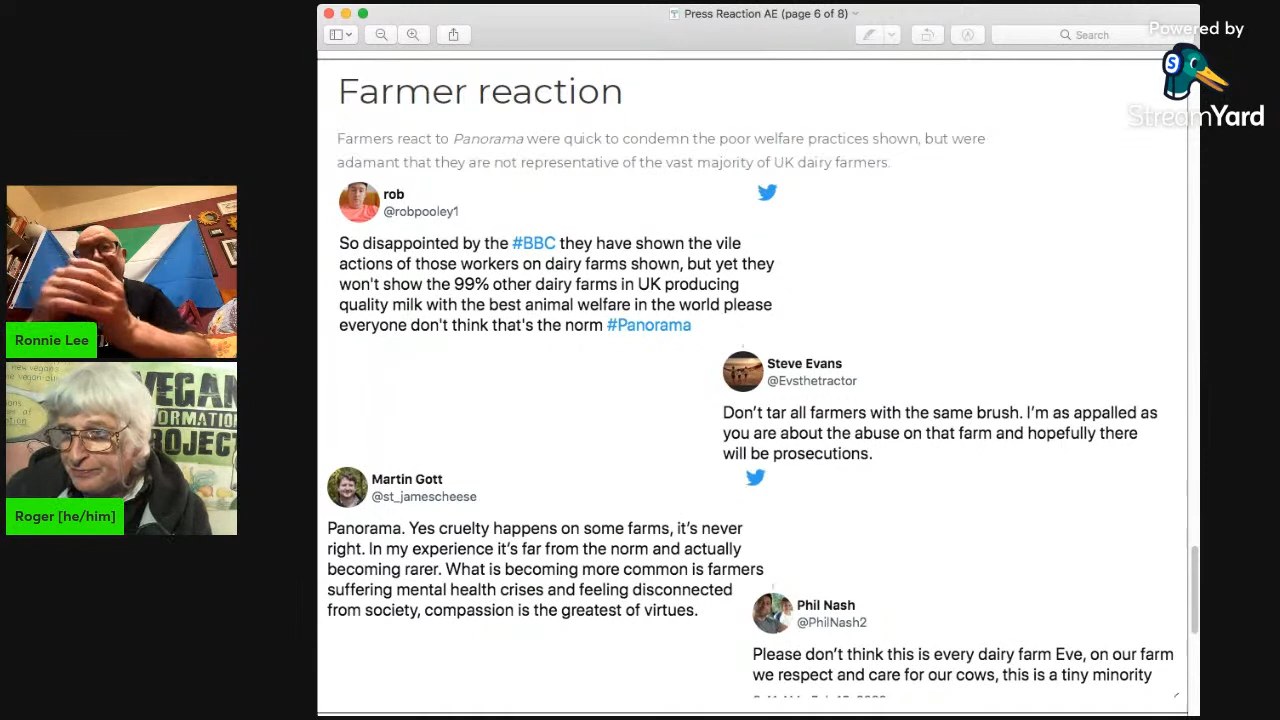 Press Reaction AE (page 6 of 8)
Search
Powered by
StreamYard
S
Farmer reaction
Farmers react to Panorama were quick to condemn the poor welfare practices shown, but were
adamant that they are not representative of the vast majority of UK dairy farmers.
rob
@robpooley1
So disappointed by the #BBC they have shown the vile
actions of those workers on dairy farms shown, but yet they
won't show the 99% other dairy farms in UK producing
quality milk with the best animal welfare in the world please
everyone don't think that's the norm #Panorama
Steve Evans
@Evsthetractor
Don’t tar all farmers with the same brush. I’m as appalled as
you are about the abuse on that farm and hopefully there
will be prosecutions.
Martin Gott
@st_jamescheese
Panorama. Yes cruelty happens on some farms, it’s never
right. In my experience it’s far from the norm and actually
becoming rarer. What is becoming more common is farmers
suffering mental health crises and feeling disconnected
from society, compassion is the greatest of virtues.
Phil Nash
@PhilNash2
Please don’t think this is every dairy farm Eve, on our farm
we respect and care for our cows, this is a tiny minority
Ronnie Lee
new vegans
VEGAN
ORMATION
ROJECT
Roger [he/him]